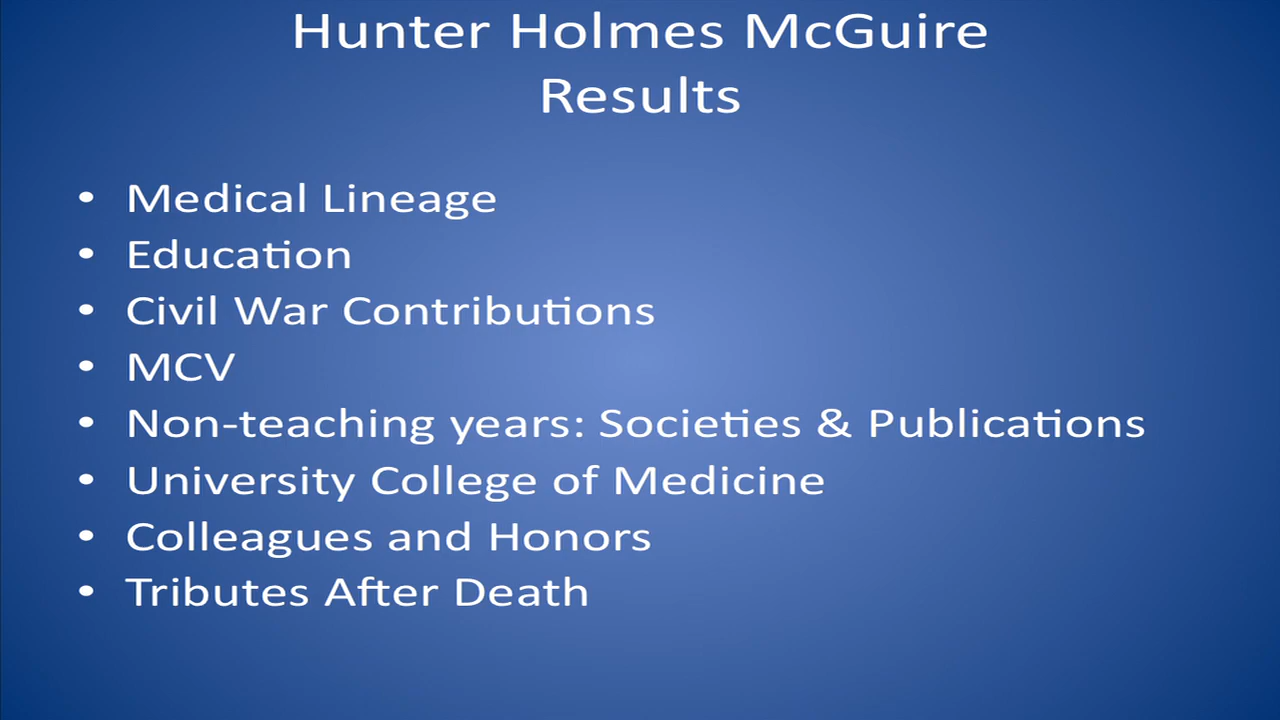 Hunter Holmes McGuire
Results
• Medical Lineage
• Education
• Civil War Contributions
• MCV
• Non-teaching years: Societies & Publications
• University College of Medicine
• Colleagues and Honors
• Tributes After Death